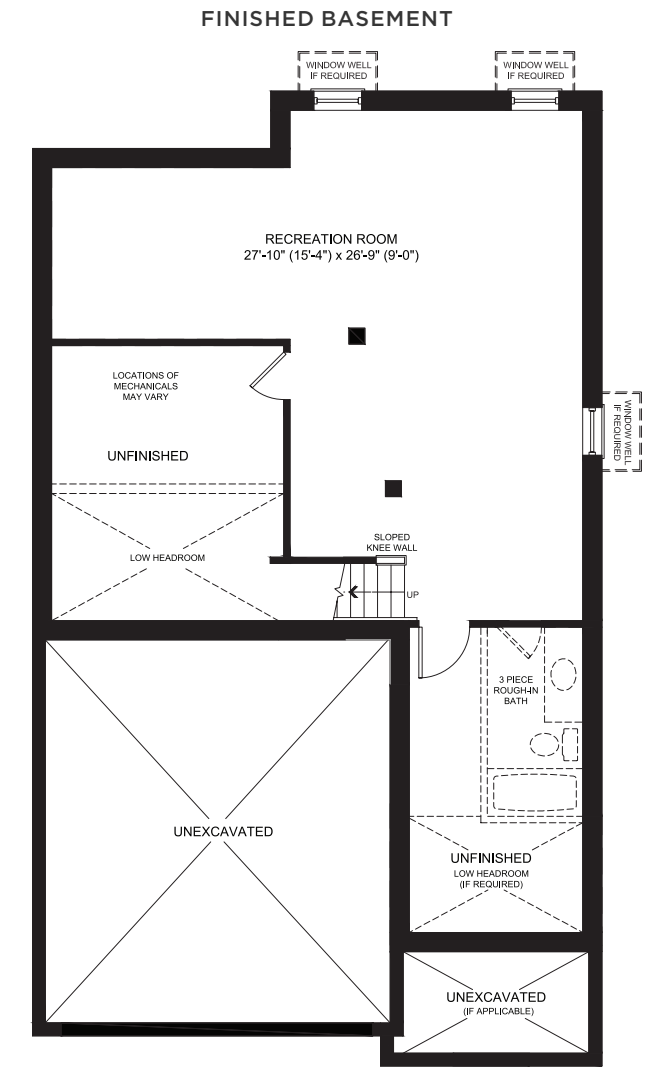 FINISHED BASEMENT
WINDOW WELL
IF REQUIRED
WINDOW WELL
IF REQUIRED
RECREATION ROOM
27'-10" (15'-4") x 26'-9" (9'-0")
LOCATIONS OF
MECHANICALS
MAY VARY
WINDOW WELL
IF REQUIRED
UNFINISHED
SLOPED
KNEE WALL
LOW HEADROOM
UP
3 PIECE
ROUGH-IN
BATH
UNEXCAVATED
UNFINISHED
LOW HEADROOM
(IF REQUIRED)
UNEXCAVATED
(IF APPLICABLE)